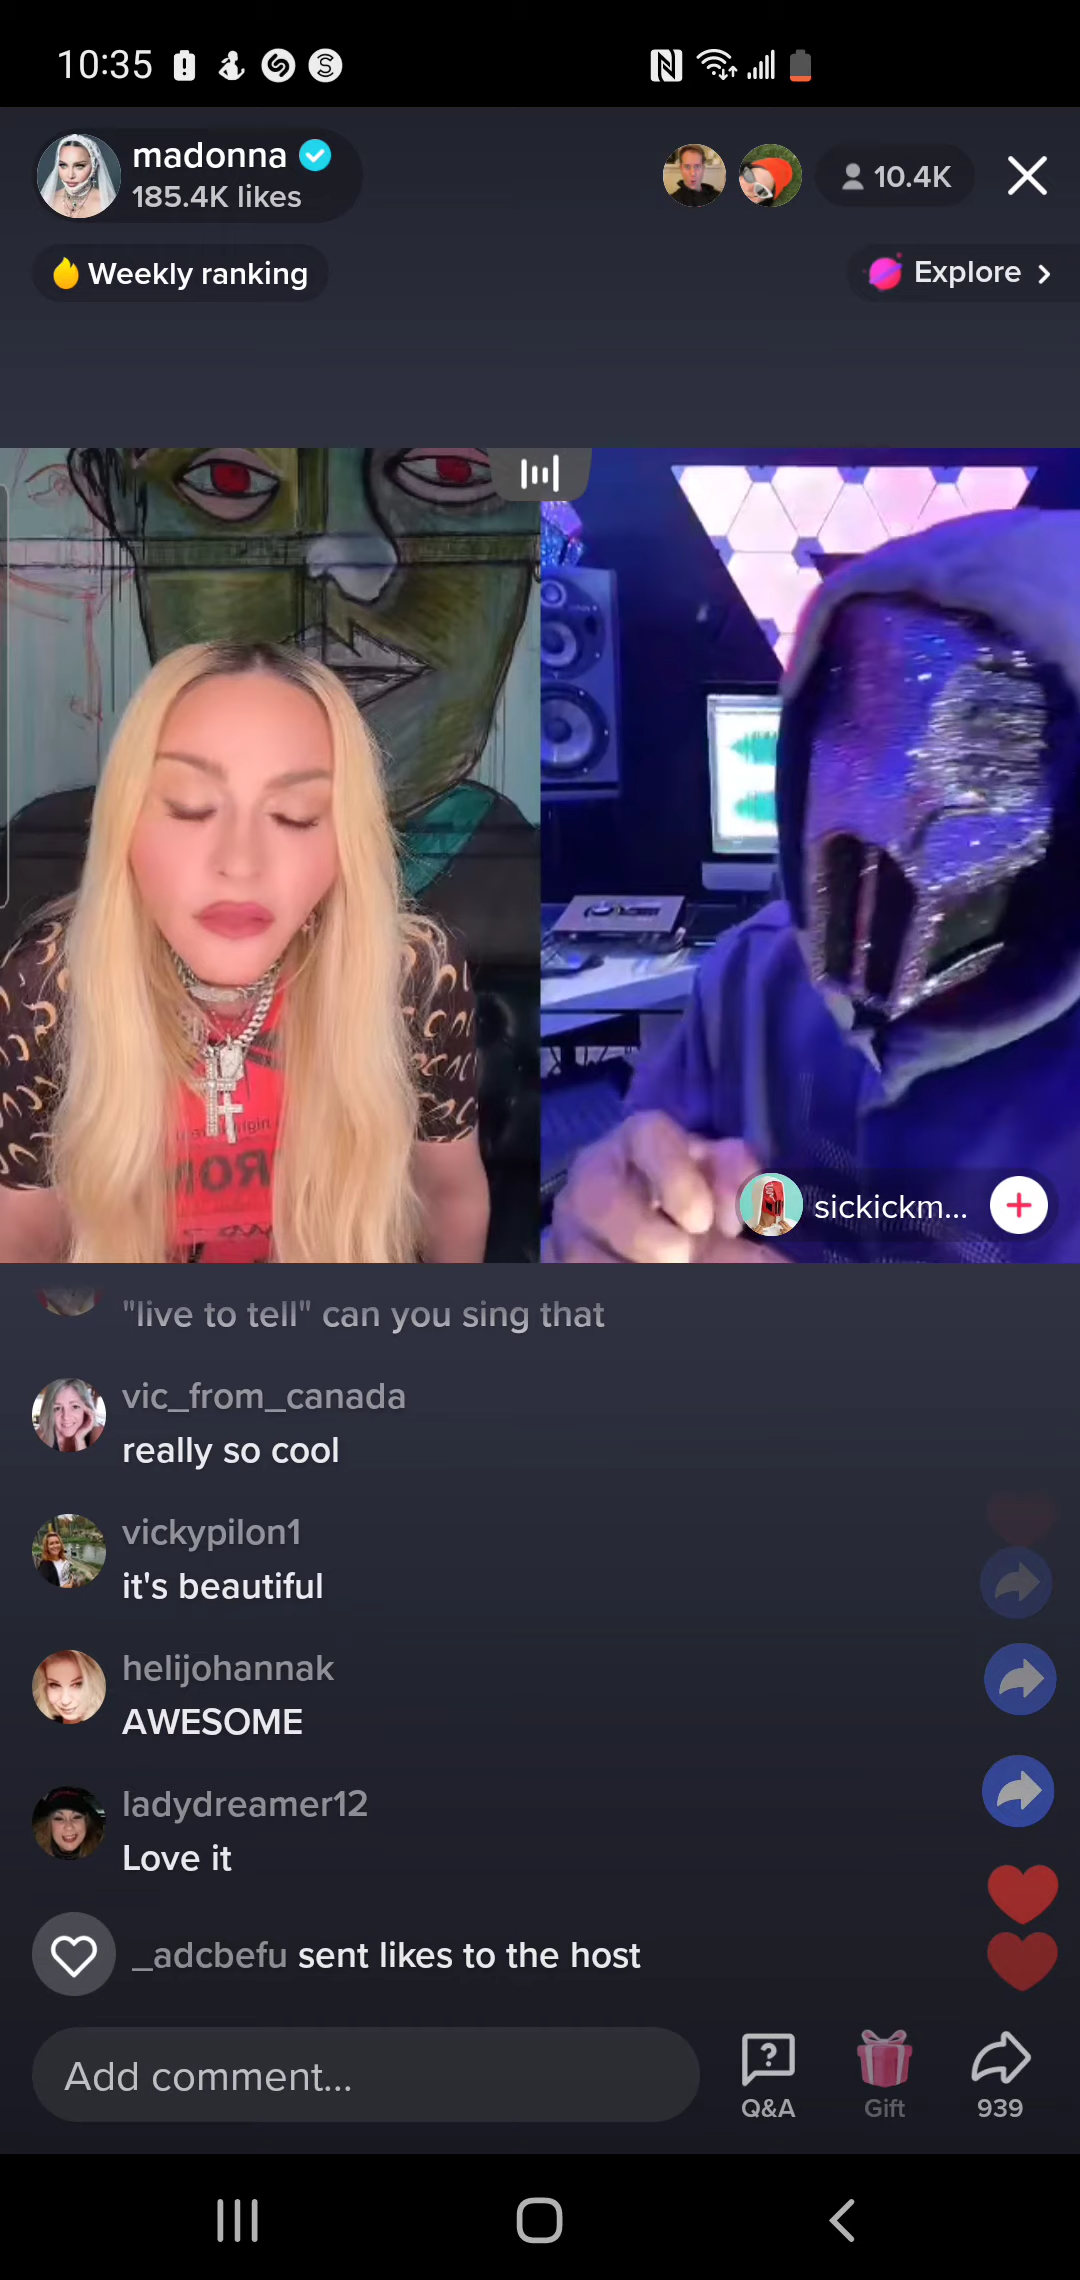 10:35
madonna
185.4K likes
10.4K
Weekly ranking
Explore
sickickm...
"live to tell" can you sing that
vic_from_canada
really so cool
vickypilon1
it's beautiful
helijohannak
AWESOME
ladydreamer12
Love it
_adcbefu sent likes to the host
Add comment...
Q&A
Gift
939